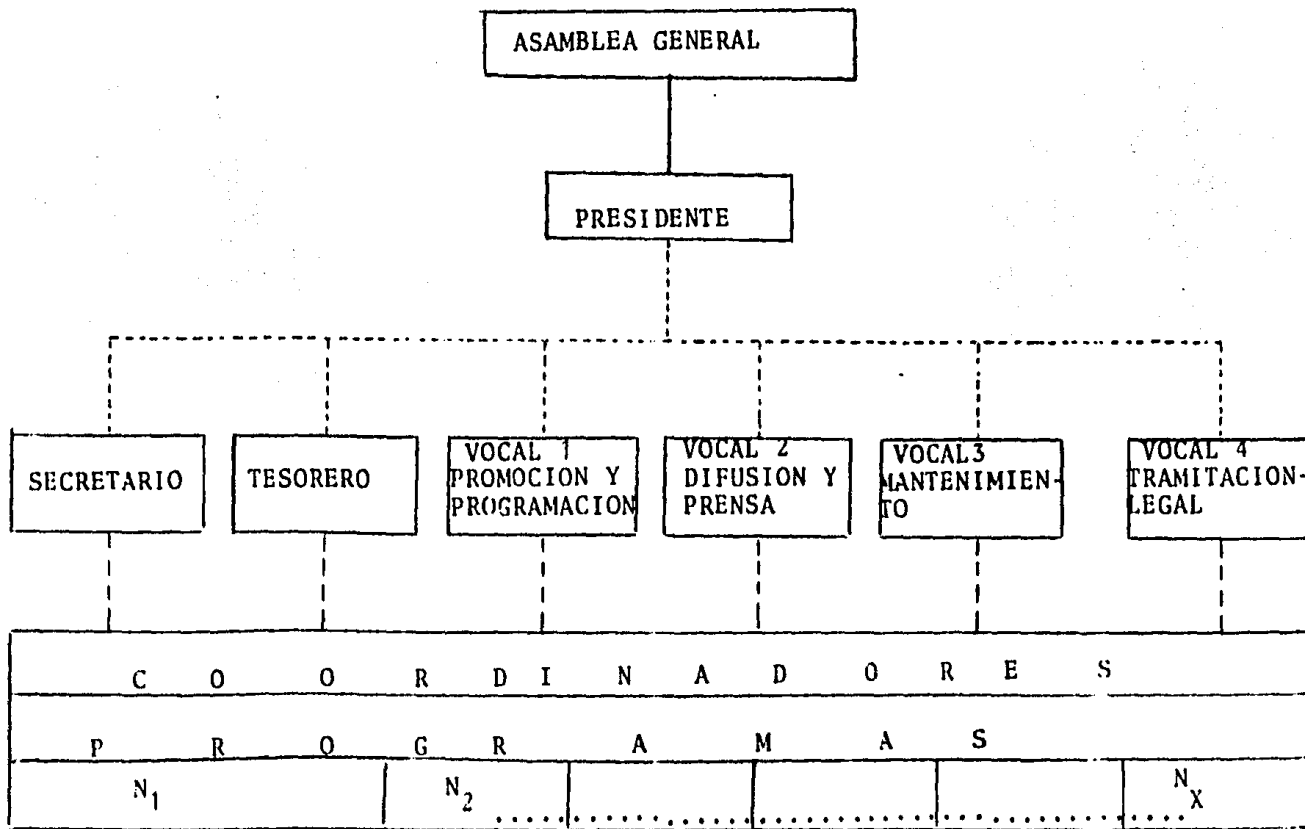 ASAMBLEA GENERAL
PRESIDENTE
SECRETARIO
TESORERO
VOCAL 1
PROMOCION Y
PROGRAMACION
VOCAL 2
DIFUSION Y
PRENSA
VOCAL3
MANTENIMIEN-
TO
VOCAL 4
TRAMITACION-
LEGAL
C O O R D I N A D O R E S
P R O G R A M A S
N1 N2 ........................................ NX